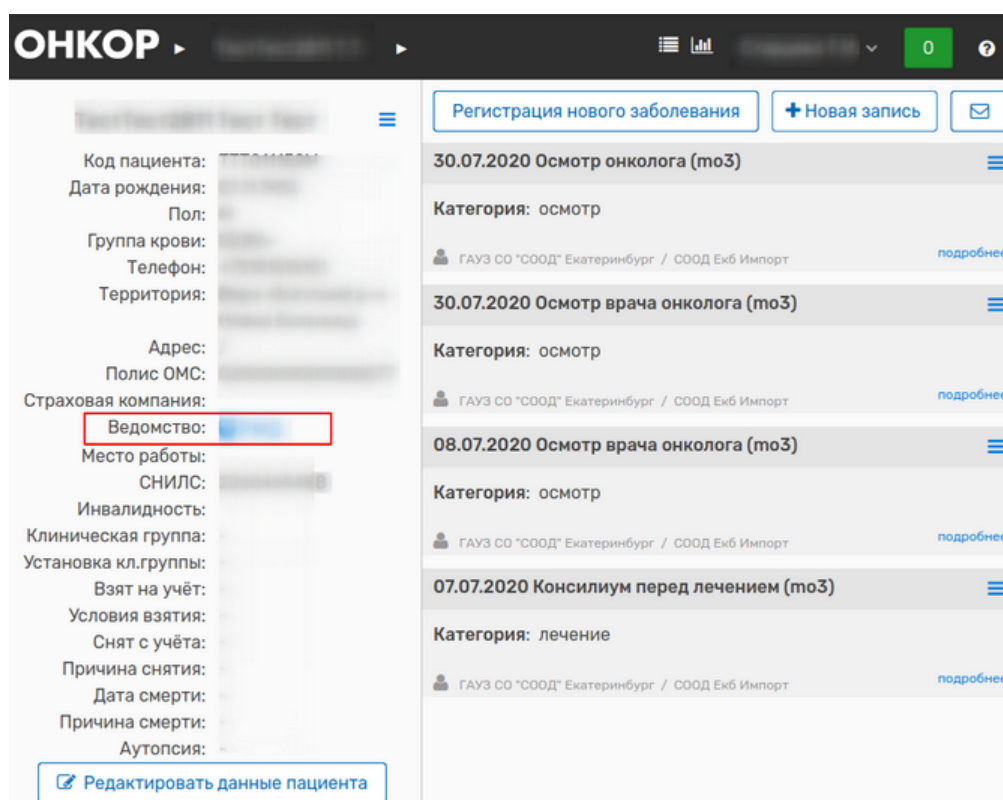 ОНКОР
0
Код пациента:
Дата рождения:
Пол:
Группа крови:
Телефон:
Территория:
Адрес:
Полис ОМС:
Страховая компания:
Ведомство:
Место работы:
СНИЛС:
Инвалидность:
Клиническая группа:
Установка кл.группы:
Взят на учёт:
Условия взятия:
Снят с учёта:
Причина снятия:
Дата смерти:
Причина смерти:
Аутопсия:
Редактировать данные пациента
Регистрация нового заболевания
Новая запись
30.07.2020 Осмотр онколога (mo3)
Категория: осмотр
ГАУЗ СО "СООД" Екатеринбург / СООД Екб Импорт
подробнее
30.07.2020 Осмотр врача онколога (mo3)
Категория: осмотр
ГАУЗ СО "СООД" Екатеринбург / СООД Екб Импорт
подробнее
08.07.2020 Осмотр врача онколога (mo3)
Категория: осмотр
ГАУЗ СО "СООД" Екатеринбург / СООД Екб Импорт
подробнее
07.07.2020 Консилиум перед лечением (mo3)
Категория: лечение
ГАУЗ СО "СООД" Екатеринбург / СООД Екб Импорт
подробнее